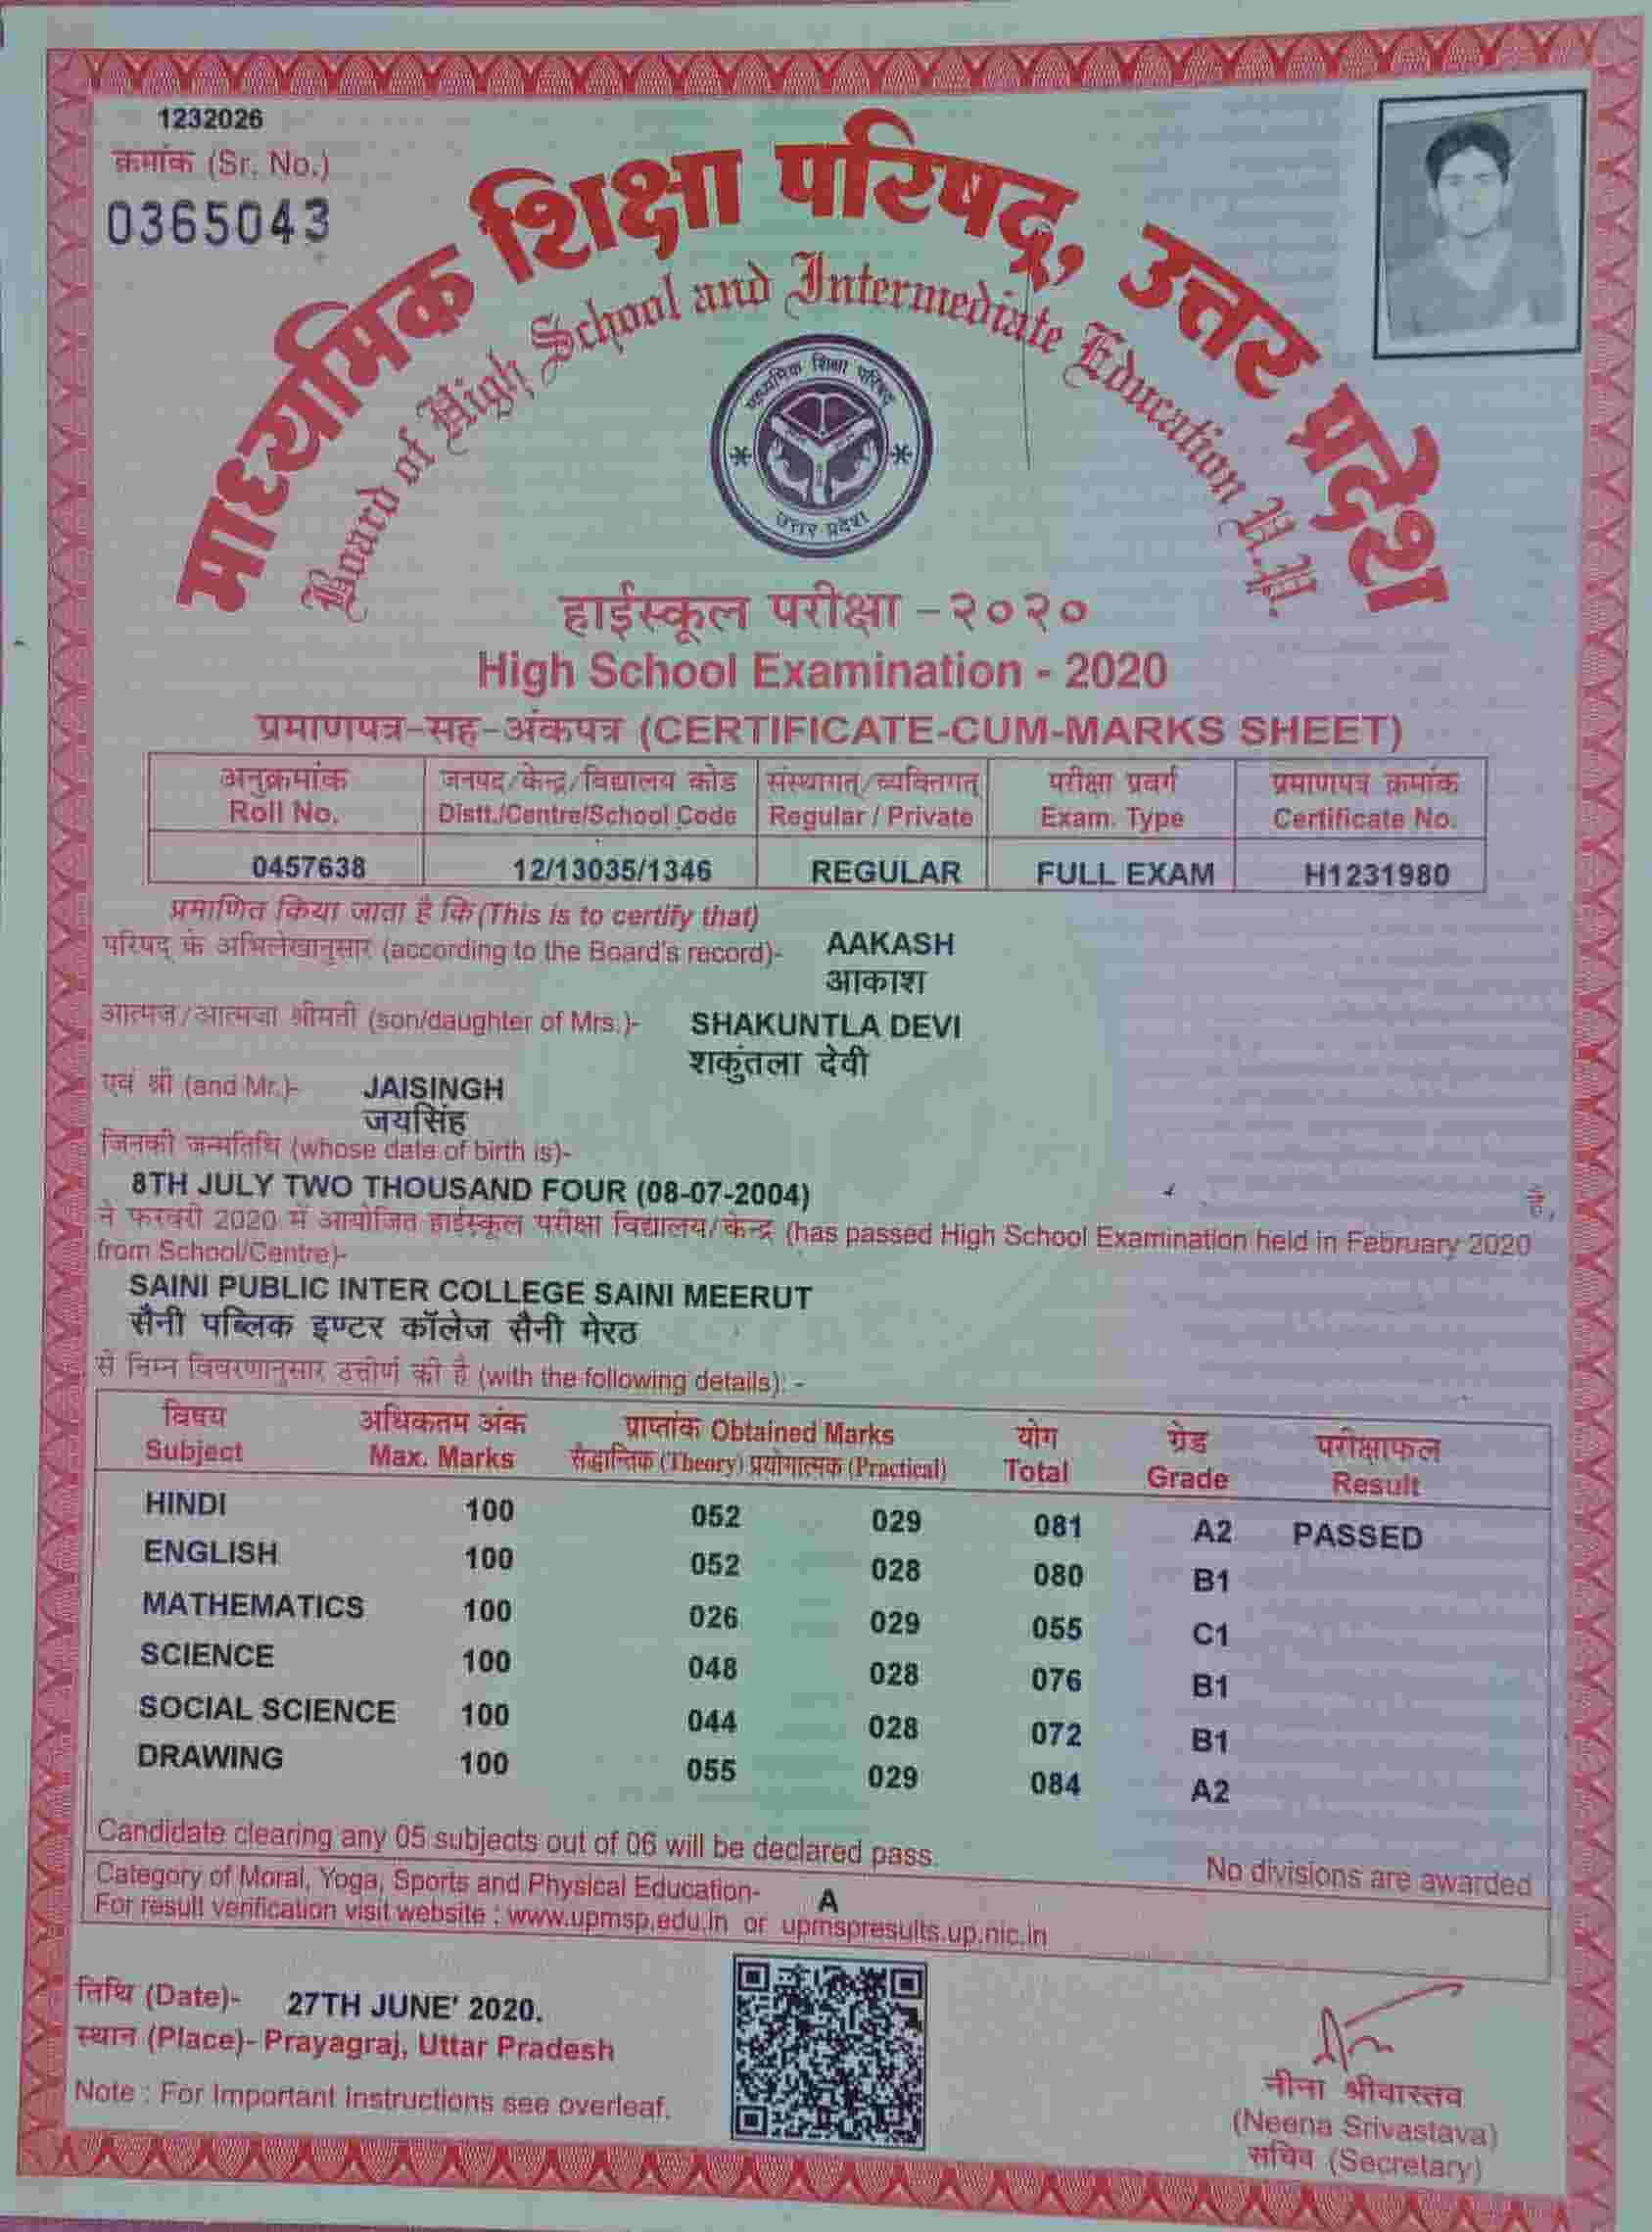 1232026
क्रमांक (Sr. No.)
0365043
माध्यमिक शिक्षा परिषद्, उत्तर प्रदेश
Board of High School and Intermediate Education U.P.
माध्यमिक शिक्षा परिषद
उत्तर प्रदेश
हाईस्कूल परीक्षा -२०२०
High School Examination - 2020
प्रमाणपत्र-सह-अंकपत्र (CERTIFICATE-CUM-MARKS SHEET)
अनुक्रमांक जनपद/केन्द्र/विद्यालय कोड संस्थागत्/व्यक्तिगत् परीक्षा प्रवर्ग प्रमाणपत्र क्रमांक
Roll No. Distt./Centre/School Code Regular / Private Exam. Type Certificate No.
0457638 12/13035/1346 REGULAR FULL EXAM H1231980
प्रमाणित किया जाता है कि (This is to certify that)
परिषद् के अभिलेखानुसार (according to the Board's record)- AAKASH
आकाश
आत्मज/आत्मजा श्रीमती (son/daughter of Mrs.)- SHAKUNTLA DEVI
शकुंतला देवी
एवं श्री (and Mr.)- JAISINGH
जयसिंह
जिनकी जन्मतिथि (whose date of birth is)-
8TH JULY TWO THOUSAND FOUR (08-07-2004) है,
ने फरवरी 2020 में आयोजित हाईस्कूल परीक्षा विद्यालय/केन्द्र (has passed High School Examination held in February 2020
from School/Centre)-
SAINI PUBLIC INTER COLLEGE SAINI MEERUT
सैनी पब्लिक इण्टर कॉलेज सैनी मेरठ
से निम्न विवरणानुसार उत्तीर्ण की है (with the following details): -
विषय अधिकतम अंक प्राप्तांक Obtained Marks योग ग्रेड परीक्षाफल
Subject Max. Marks सैद्धान्तिक (Theory) प्रयोगात्मक (Practical) Total Grade Result
HINDI 100 052 029 081 A2 PASSED
ENGLISH 100 052 028 080 B1
MATHEMATICS 100 026 029 055 C1
SCIENCE 100 048 028 076 B1
SOCIAL SCIENCE 100 044 028 072 B1
DRAWING 100 055 029 084 A2
Candidate clearing any 05 subjects out of 06 will be declared pass. No divisions are awarded
Category of Moral, Yoga, Sports and Physical Education- A
For result verification visit website : www.upmsp.edu.in or upmspresults.up.nic.in
तिथि (Date)- 27TH JUNE' 2020.
स्थान (Place)- Prayagraj, Uttar Pradesh
Note : For Important Instructions see overleaf.
नीना श्रीवास्तव
(Neena Srivastava)
सचिव (Secretary)